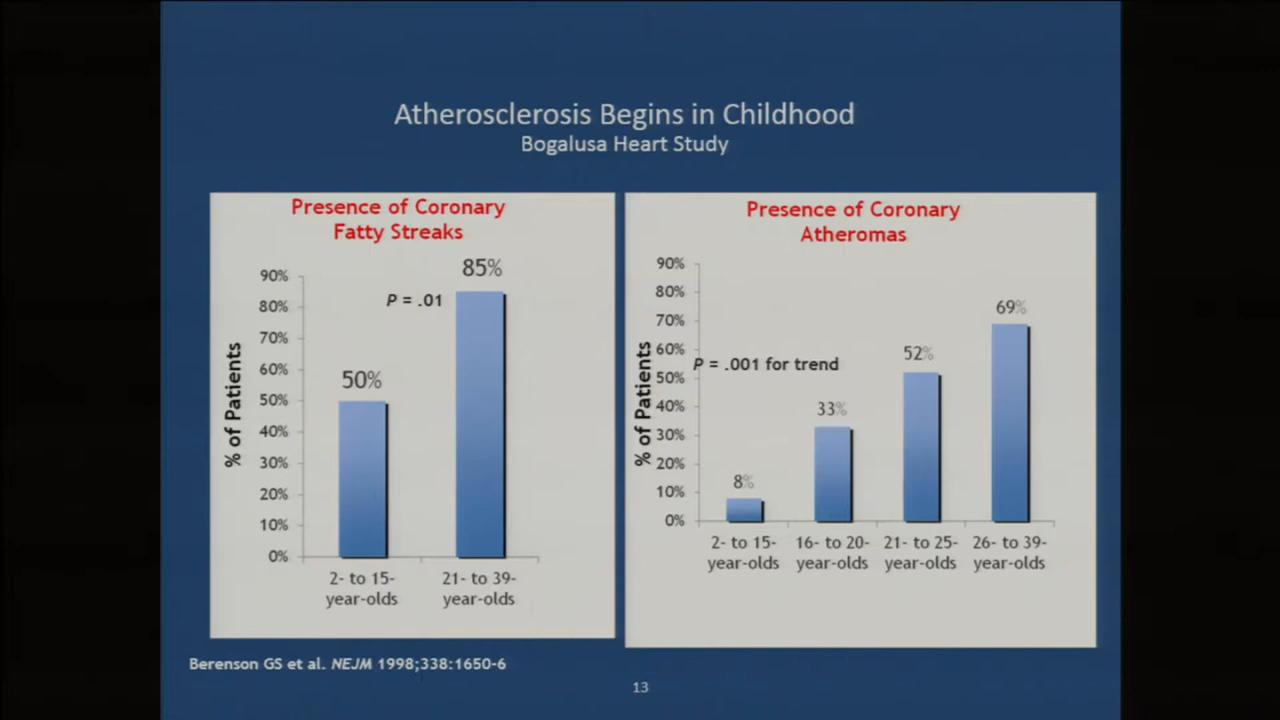 Atherosclerosis Begins in Childhood
Bogalusa Heart Study
Presence of Coronary
Fatty Streaks
% of Patients
90%
80%
70%
60%
50%
40%
30%
20%
10%
0%
P = .01
50%
85%
2- to 15-
year-olds
21- to 39-
year-olds
Presence of Coronary
Atheromas
% of Patients
90%
80%
70%
60%
50%
40%
30%
20%
10%
0%
P = .001 for trend
8%
33%
52%
69%
2- to 15-
year-olds
16- to 20-
year-olds
21- to 25-
year-olds
26- to 39-
year-olds
Berenson GS et al. NEJM 1998;338:1650-6
13